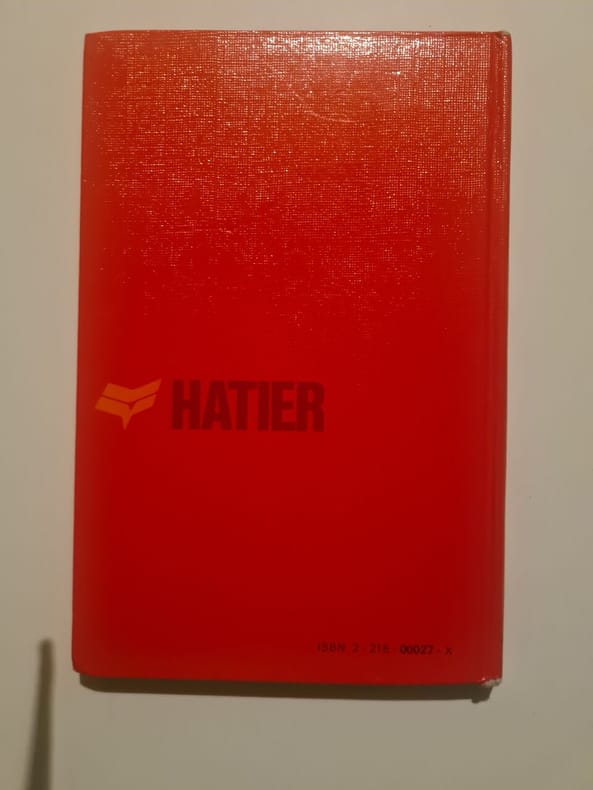 HATIER
ISBN 2 - 218 - 00027 - X